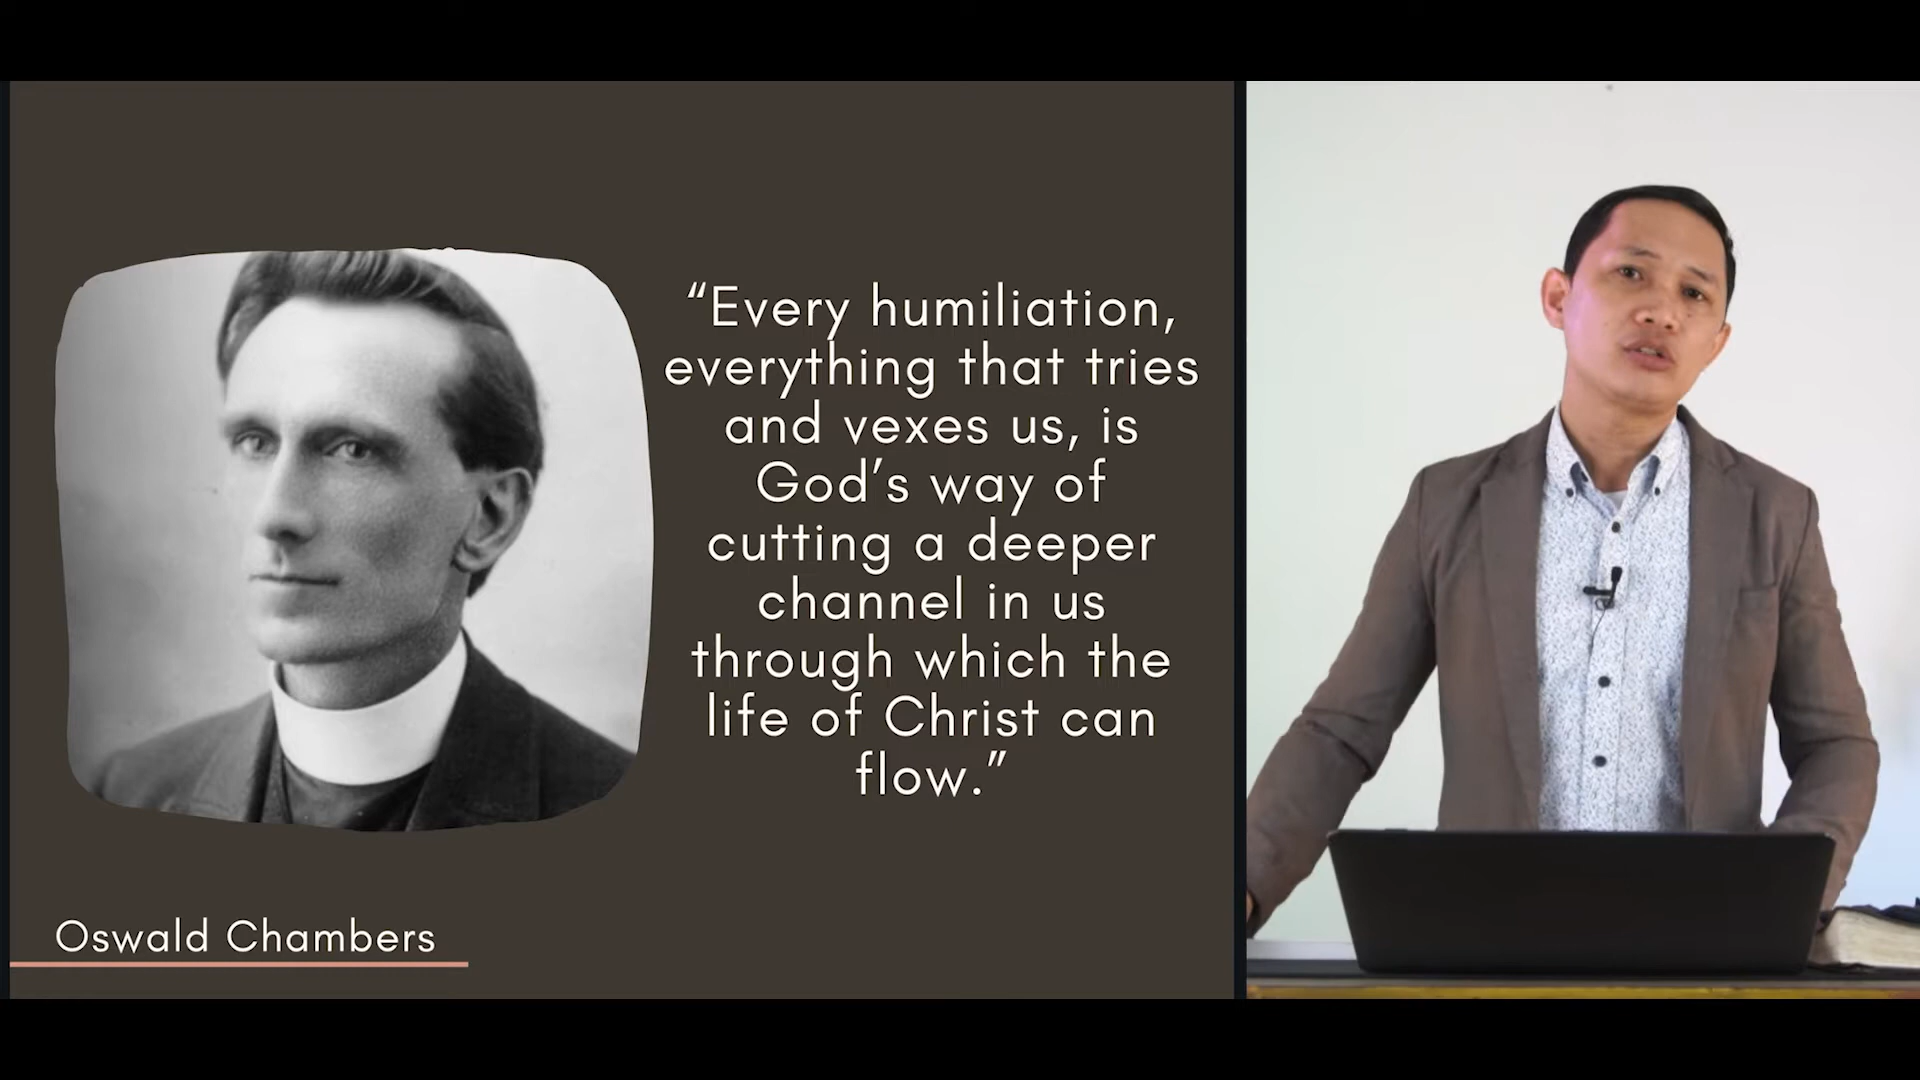 “Every humiliation,
everything that tries
and vexes us, is
God’s way of
cutting a deeper
channel in us
through which the
life of Christ can
flow.”
Oswald Chambers